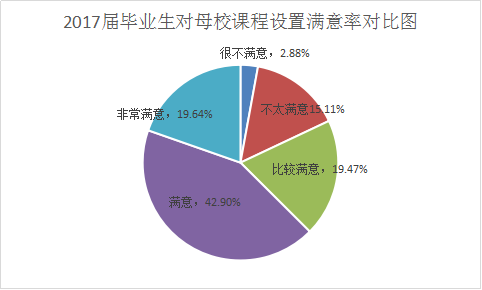 2017届毕业生对母校课程设置满意率对比图
很不满意，2.88%
不太满意15.11%
非常满意，19.64%
比较满意，19.47%
满意，42.90%